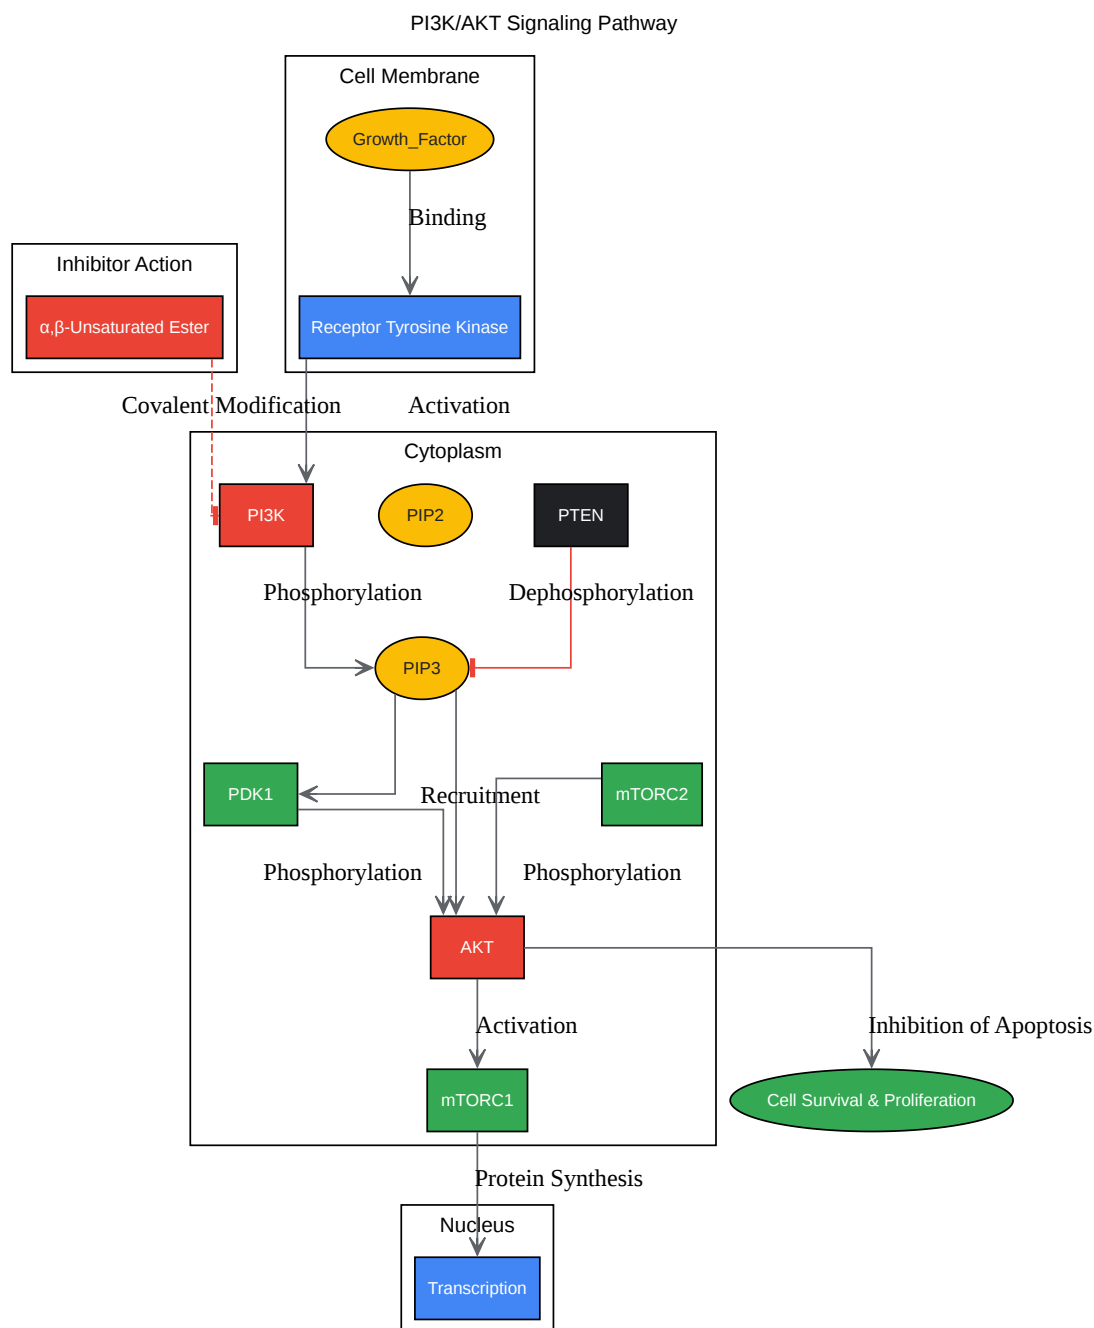 PI3K/AKT Signaling Pathway
Cell Membrane
Growth_Factor
Binding
Inhibitor Action
α,β-Unsaturated Ester
Receptor Tyrosine Kinase
Covalent Modification
Activation
Cytoplasm
PI3K
PIP2
PTEN
Phosphorylation
Dephosphorylation
PIP3
PDK1
Recruitment
mTORC2
Phosphorylation
Phosphorylation
AKT
Activation
Inhibition of Apoptosis
mTORC1
Cell Survival & Proliferation
Protein Synthesis
Nucleus
Transcription